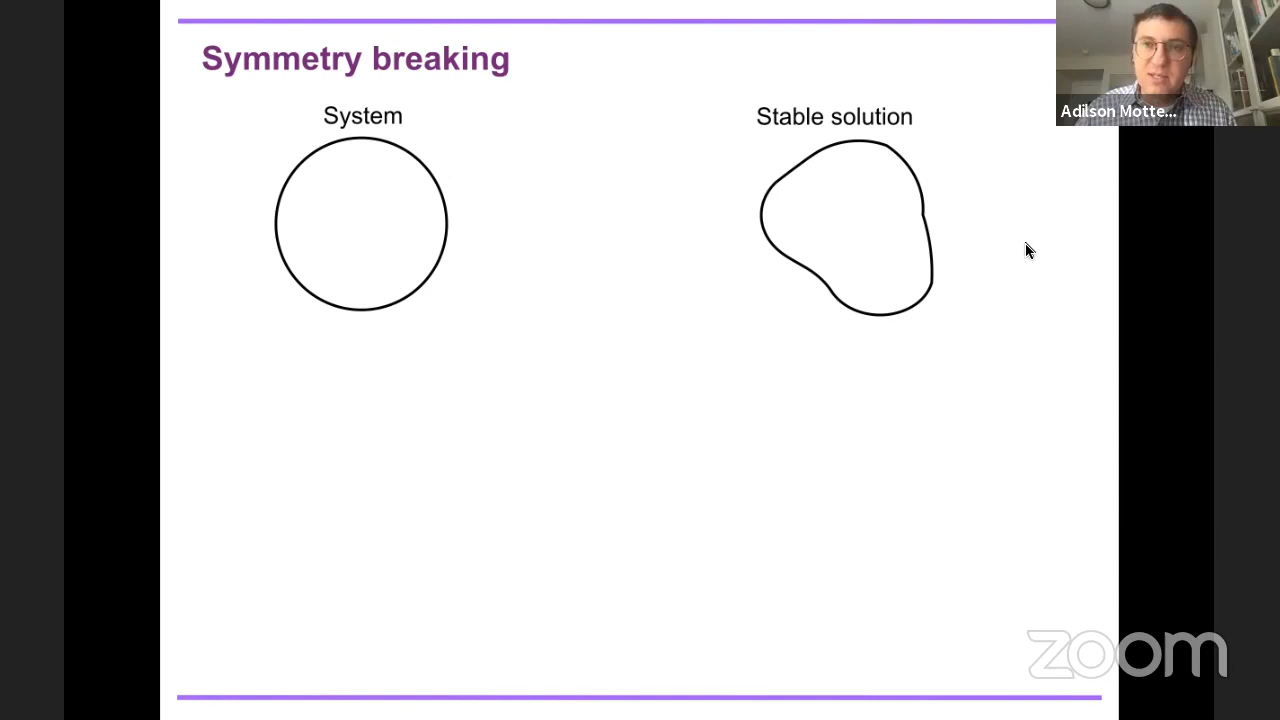 Symmetry breaking
System
Stable solution
Adilson Motte...
zoom